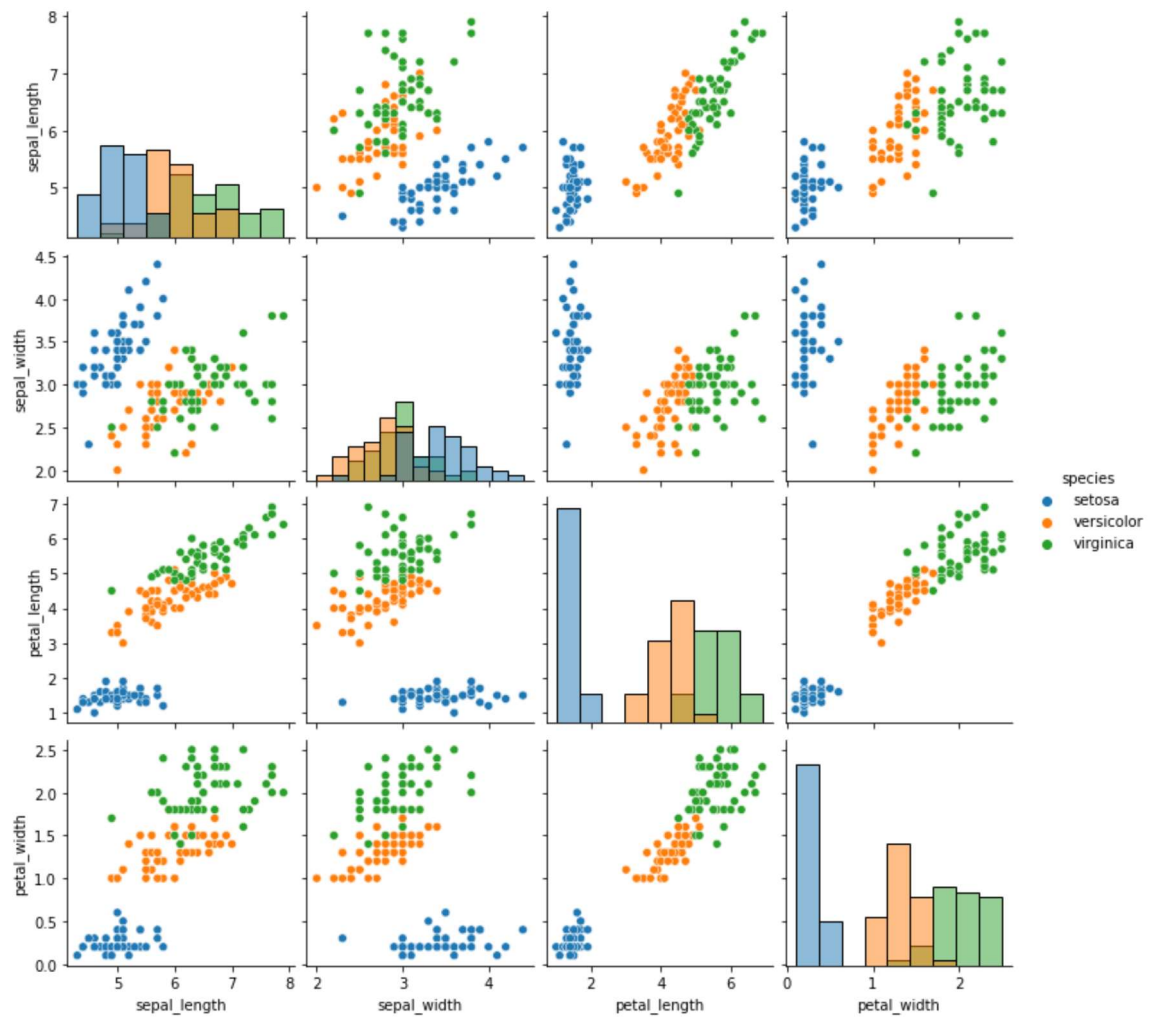 8
7
6
5
sepal_length
4.5
4.0
3.5
3.0
2.5
2.0
sepal_width
species
setosa
versicolor
virginica
7
6
5
4
3
2
1
petal_length
2.5
2.0
1.5
1.0
0.5
0.0
petal_width
5 6 7 8 2 3 4 2 4 6 0 1 2
sepal_length sepal_width petal_length petal_width